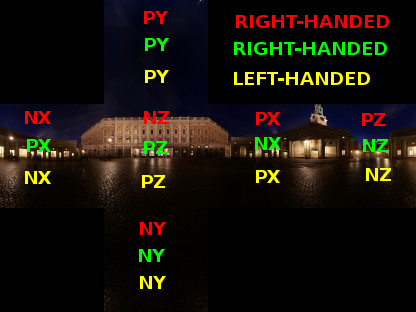 PY
PY
PY
RIGHT-HANDED
RIGHT-HANDED
LEFT-HANDED
NX NZ PX PZ
PX PZ NX NZ
NX PZ PX NZ
NY
NY
NY